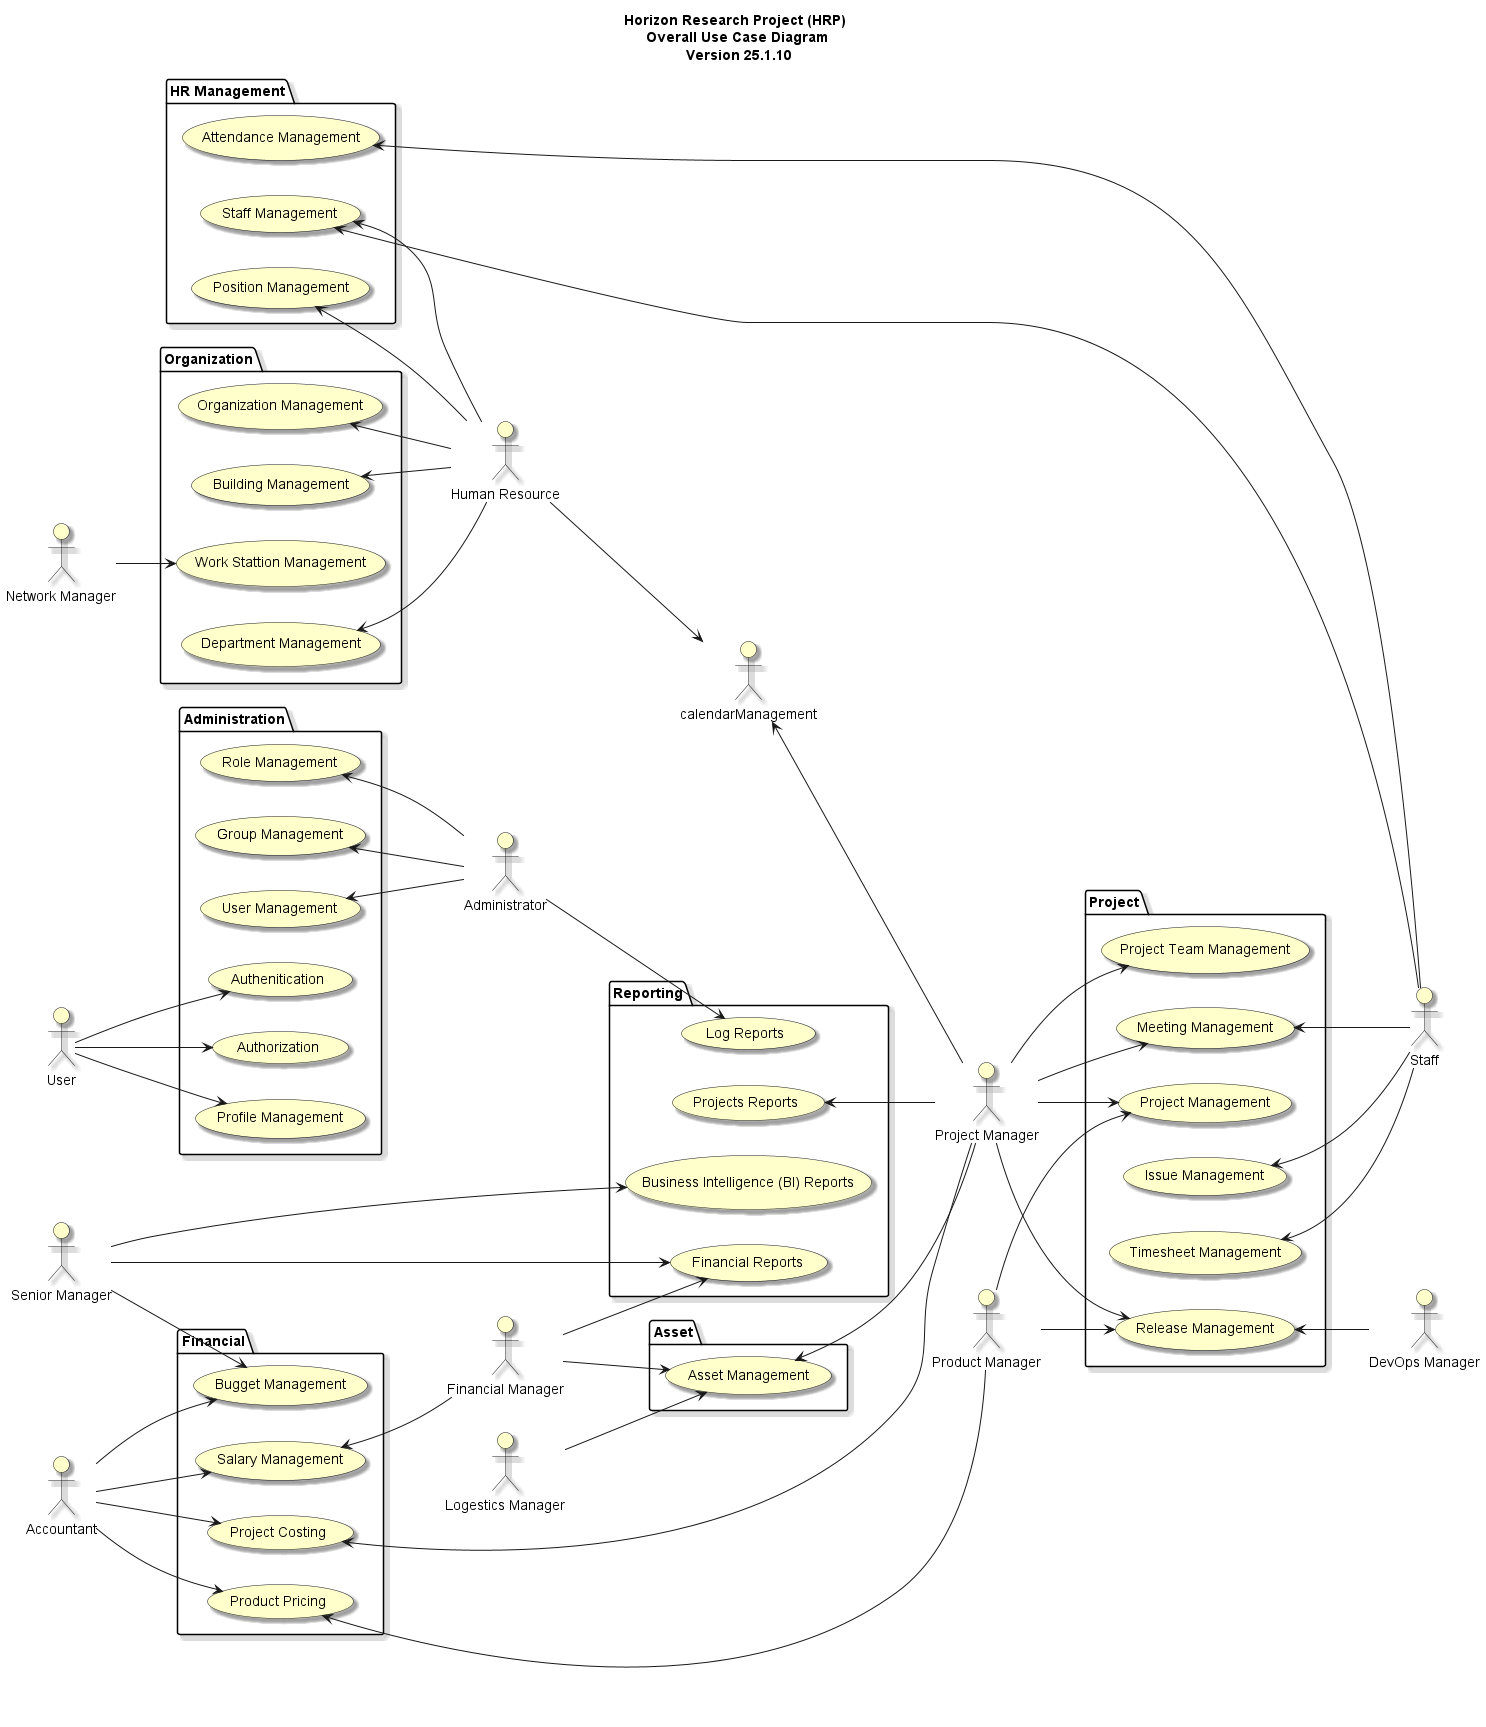 Horizon Research Project (HRP)
Overall Use Case Diagram
Version 25.1.10
HR Management
Attendance Management
Staff Management
Position Management
Organization
Organization Management
Building Management
Work Stattion Management
Department Management
Human Resource
Network Manager
calendarManagement
Administration
Role Management
Group Management
User Management
Authenitication
Authorization
Profile Management
Administrator
User
Reporting
Log Reports
Projects Reports
Business Intelligence (BI) Reports
Financial Reports
Project Manager
Project
Project Team Management
Meeting Management
Project Management
Issue Management
Timesheet Management
Release Management
Staff
Senior Manager
Product Manager
DevOps Manager
Financial
Bugget Management
Salary Management
Project Costing
Product Pricing
Financial Manager
Asset
Asset Management
Logestics Manager
Accountant